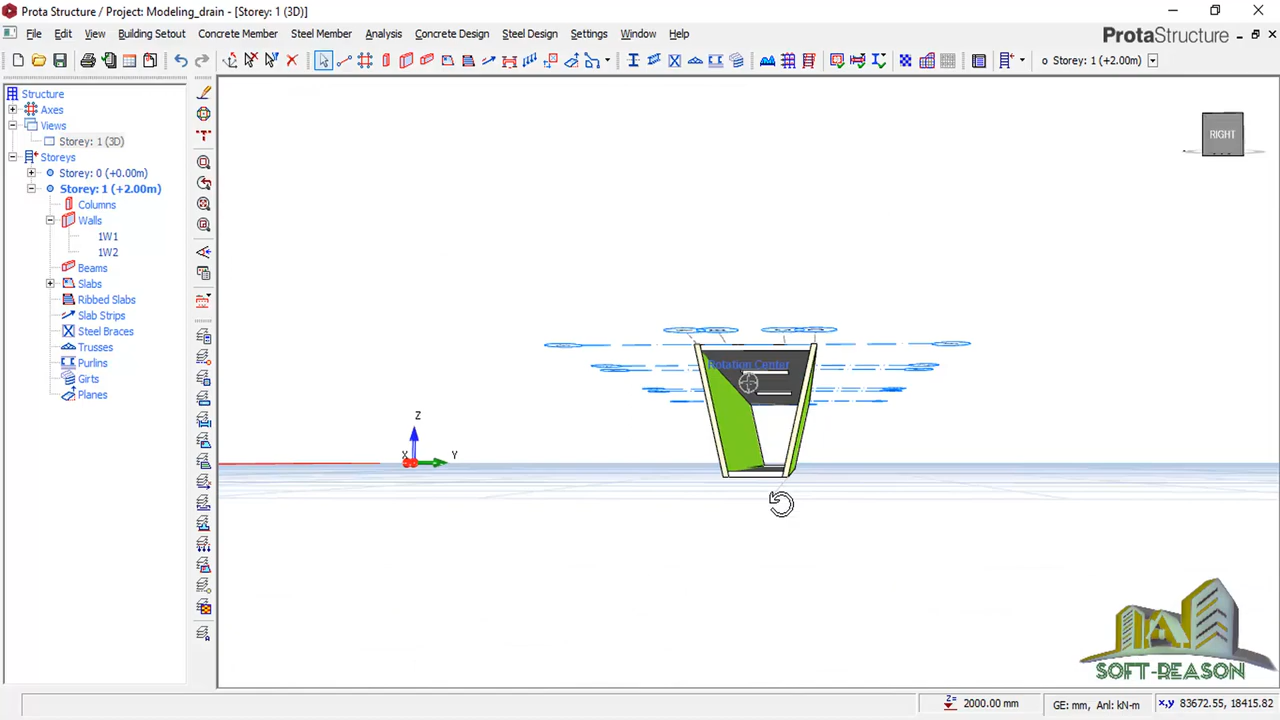 Prota Structure / Project: Modeling_drain - [Storey: 1 (3D)]
File Edit View Building Setout Concrete Member Steel Member Analysis Concrete Design Steel Design Settings Window Help
ProtaStructure
Storey: 1 (+2.00m)
Structure
Axes
Views
Storey: 1 (3D)
Storeys
Storey: 0 (+0.00m)
Storey: 1 (+2.00m)
Columns
Walls
1W1
1W2
Beams
Slabs
Ribbed Slabs
Slab Strips
Steel Braces
Trusses
Purlins
Girts
Planes
RIGHT
Rotation Center
Z
X
Y
SOFT-REASON
Z= 2000.00 mm
GE: mm, Anl: kN-m
x,y 83672.55, 18415.82